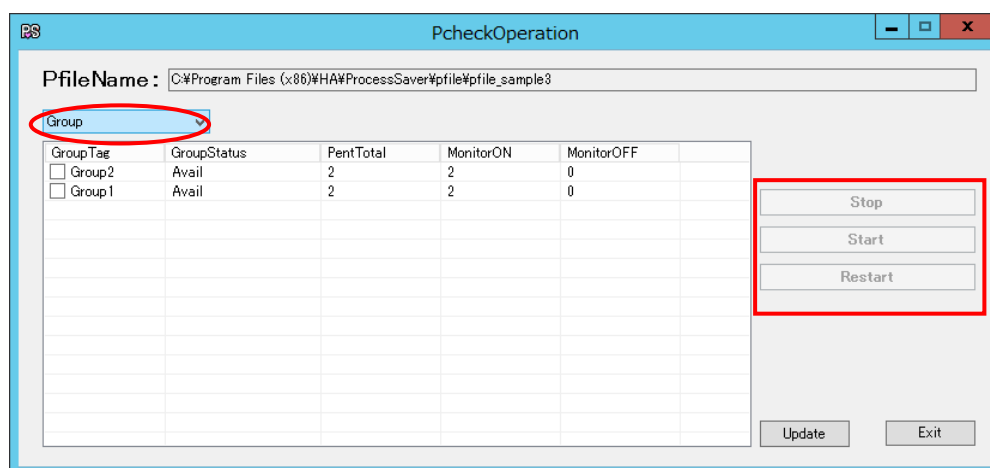 PS PcheckOperation
PfileName: C:¥Program Files (x86)¥HA¥ProcessSaver¥pfile¥pfile_sample3
Group
GroupTag GroupStatus PentTotal MonitorON MonitorOFF
Group2 Avail 2 2 0
Group1 Avail 2 2 0
Stop
Start
Restart
Update Exit